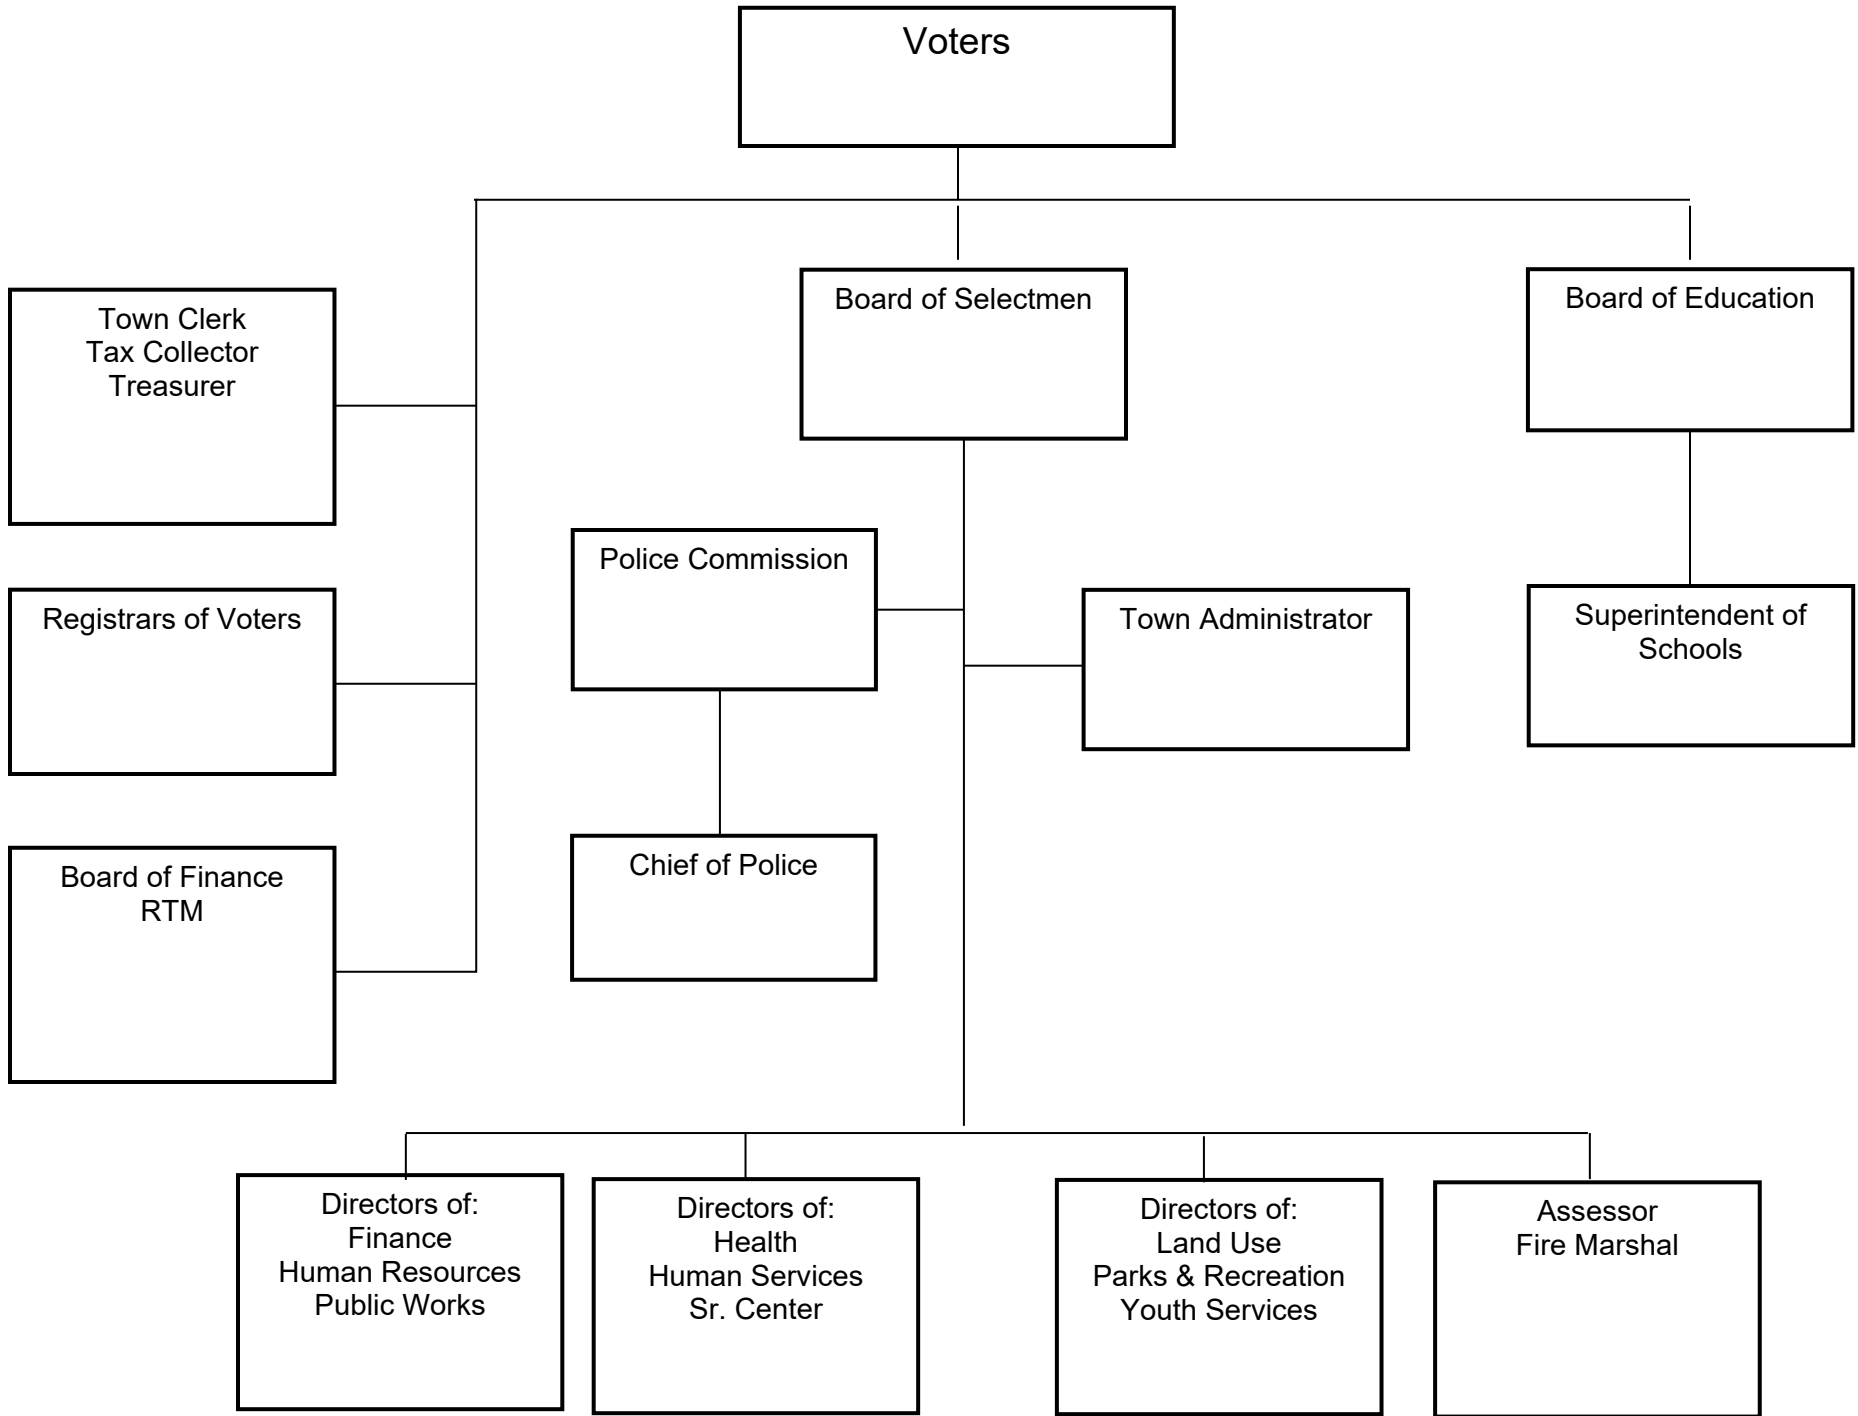 Voters
Board of Selectmen
Board of Education
Town Clerk
Tax Collector
Treasurer
Police Commission
Registrars of Voters
Town Administrator
Superintendent of
Schools
Board of Finance
RTM
Chief of Police
Directors of:
Finance
Human Resources
Public Works
Directors of:
Health
Human Services
Sr. Center
Directors of:
Land Use
Parks & Recreation
Youth Services
Assessor
Fire Marshal